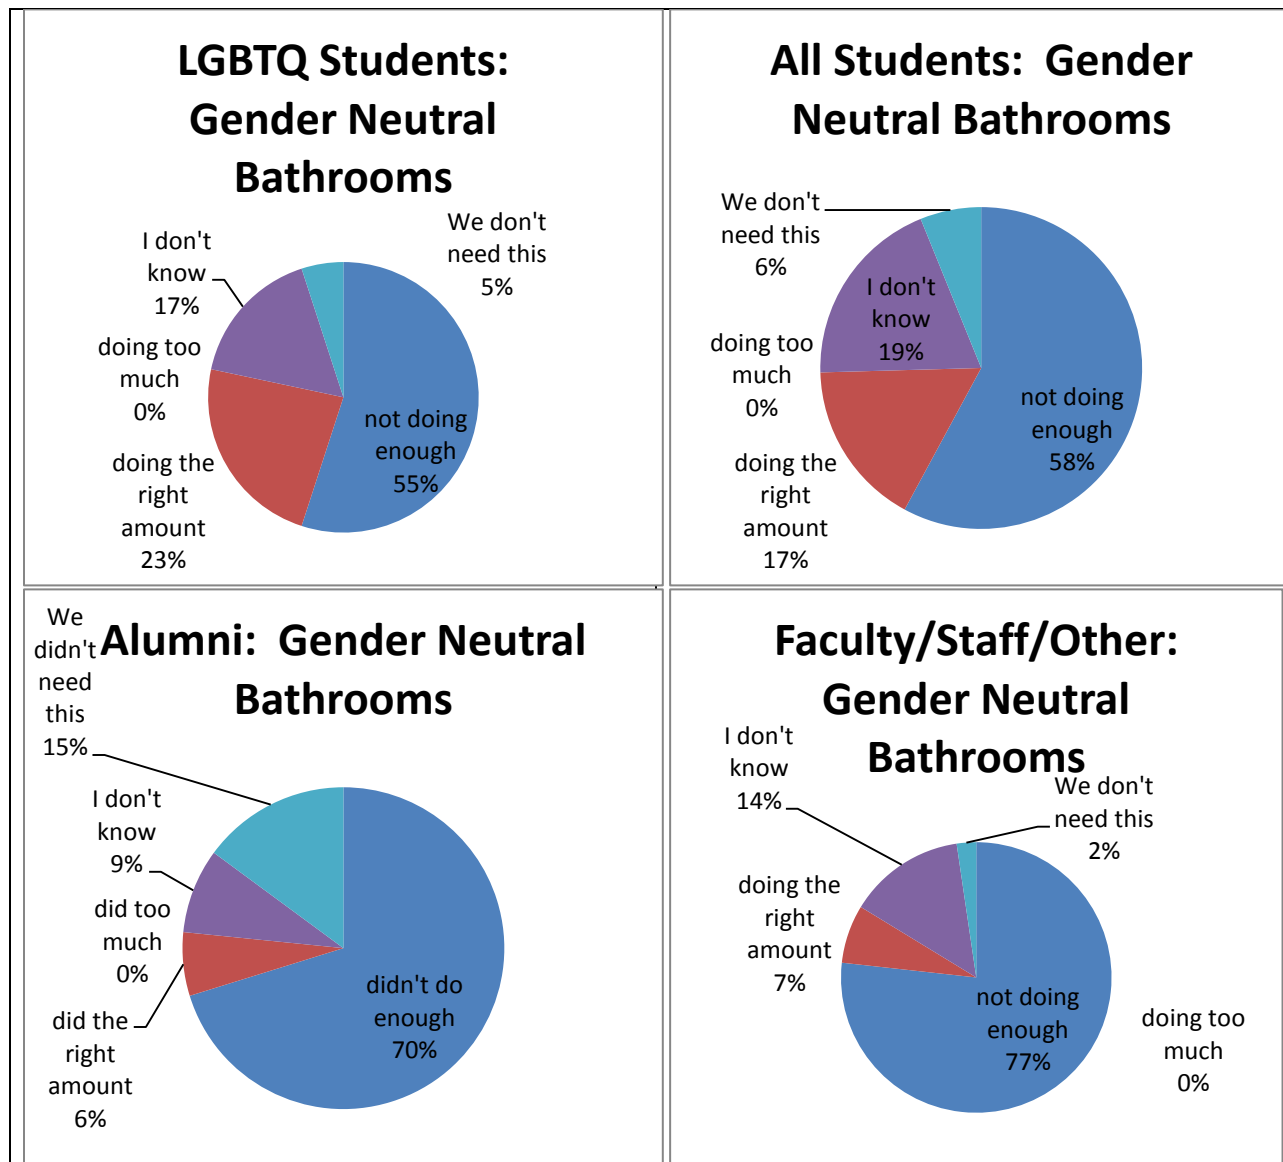 LGBTQ Students:
Gender Neutral
Bathrooms
We don't
need this
5%
I don't
know
17%
doing too
much
0%
doing the
right
amount
23%
not doing
enough
55%
All Students:  Gender
Neutral Bathrooms
We don't
need this
6%
I don't
know
19%
doing too
much
0%
doing the
right
amount
17%
not doing
enough
58%
Alumni:  Gender Neutral
Bathrooms
We
didn't
need
this
15%
I don't
know
9%
did too
much
0%
did the
right
amount
6%
didn't do
enough
70%
Faculty/Staff/Other:
Gender Neutral
Bathrooms
I don't
know
14%
We don't
need this
2%
doing the
right
amount
7%
not doing
enough
77%
doing too
much
0%